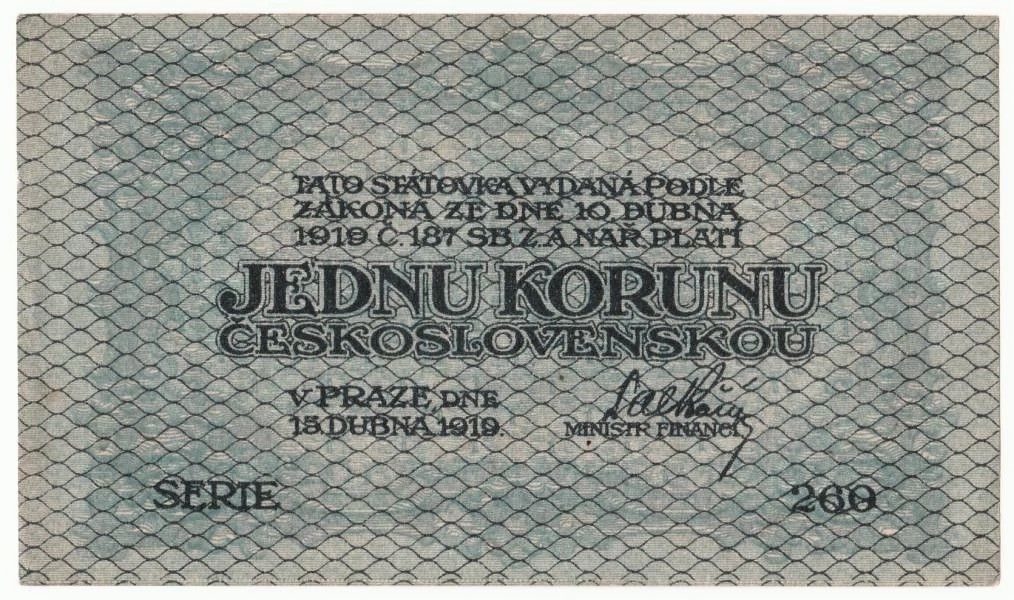 TATO STÁTOVKA VYDANÁ PODLE
ZÁKONA ZE DNE 10. DUBNA
1919 Č. 187 SB. Z. A NAŘ. PLATÍ
JEDNU KORUNU
ČESKOSLOVENSKOU
V PRAZE, DNE
15. DUBNA 1919.
MINISTR FINANCÍ
SERIE
260